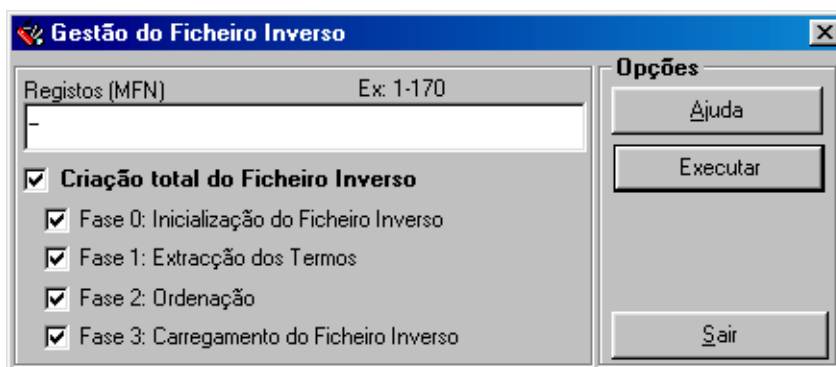 Gestão do Ficheiro Inverso
Registos (MFN) Ex: 1-170
–
Criação total do Ficheiro Inverso
Fase 0: Inicialização do Ficheiro Inverso
Fase 1: Extracção dos Termos
Fase 2: Ordenação
Fase 3: Carregamento do Ficheiro Inverso
Opções
Ajuda
Executar
Sair